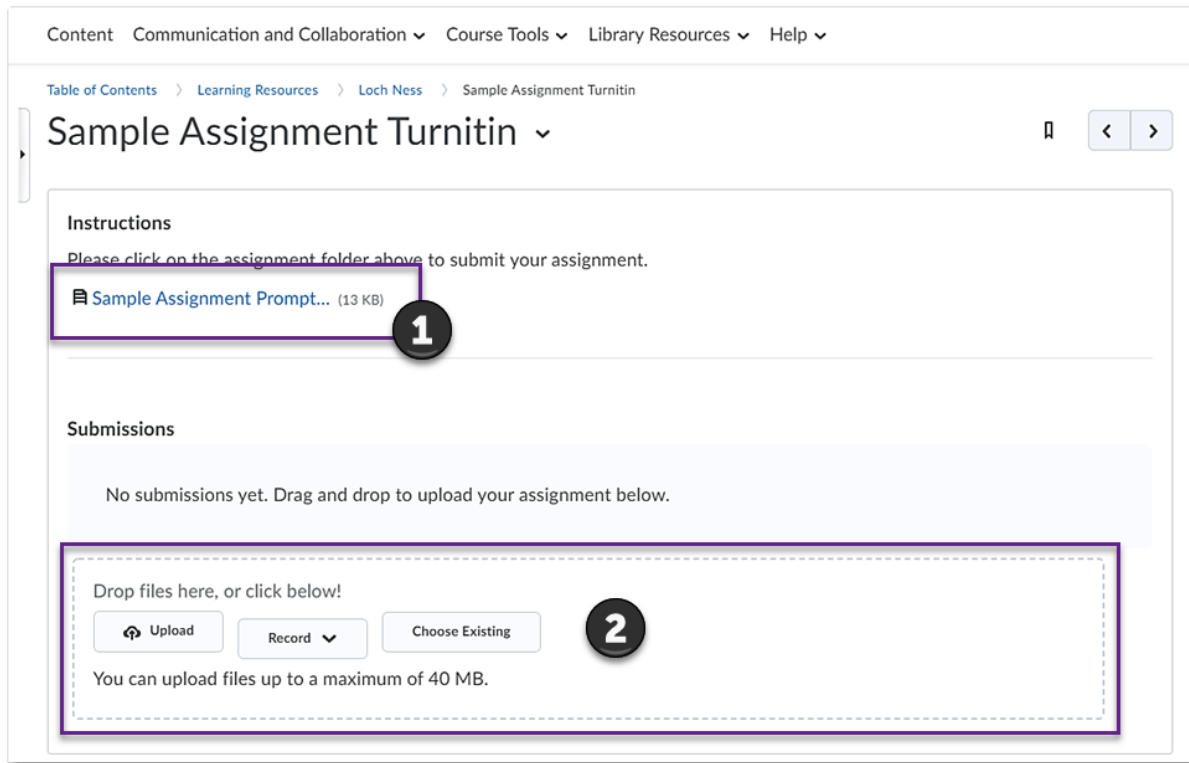 Content Communication and Collaboration Course Tools Library Resources Help
Table of Contents > Learning Resources > Loch Ness > Sample Assignment Turnitin
Sample Assignment Turnitin
Instructions
Please click on the assignment folder above to submit your assignment.
Sample Assignment Prompt... (13 KB)
1
Submissions
No submissions yet. Drag and drop to upload your assignment below.
Drop files here, or click below!
Upload Record Choose Existing
2
You can upload files up to a maximum of 40 MB.